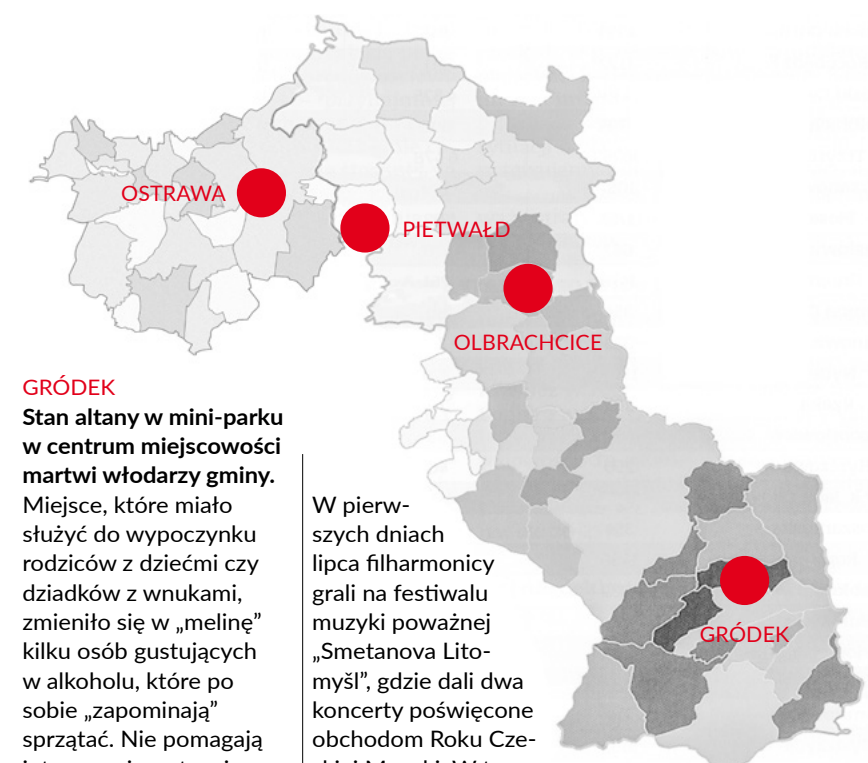 OSTRAWA
PIETWAŁD
OLBRACHCICE
GRÓDEK
GRÓDEK
Stan altany w mini-parku
w centrum miejscowości
martwi włodarzy gminy.
Miejsce, które miało
służyć do wypoczynku
rodziców z dziećmi czy
dziadków z wnukami,
zmieniło się w „melinę”
kilku osób gustujących
w alkoholu, które po
sobie „zapominają”
sprzątać. Nie pomagają
W pierw-
szych dniach
lipca filharmonicy
grali na festiwalu
muzyki poważnej
„Smetanova Lito-
myšl”, gdzie dali dwa
koncerty poświęcone
obchodom Roku Cze-